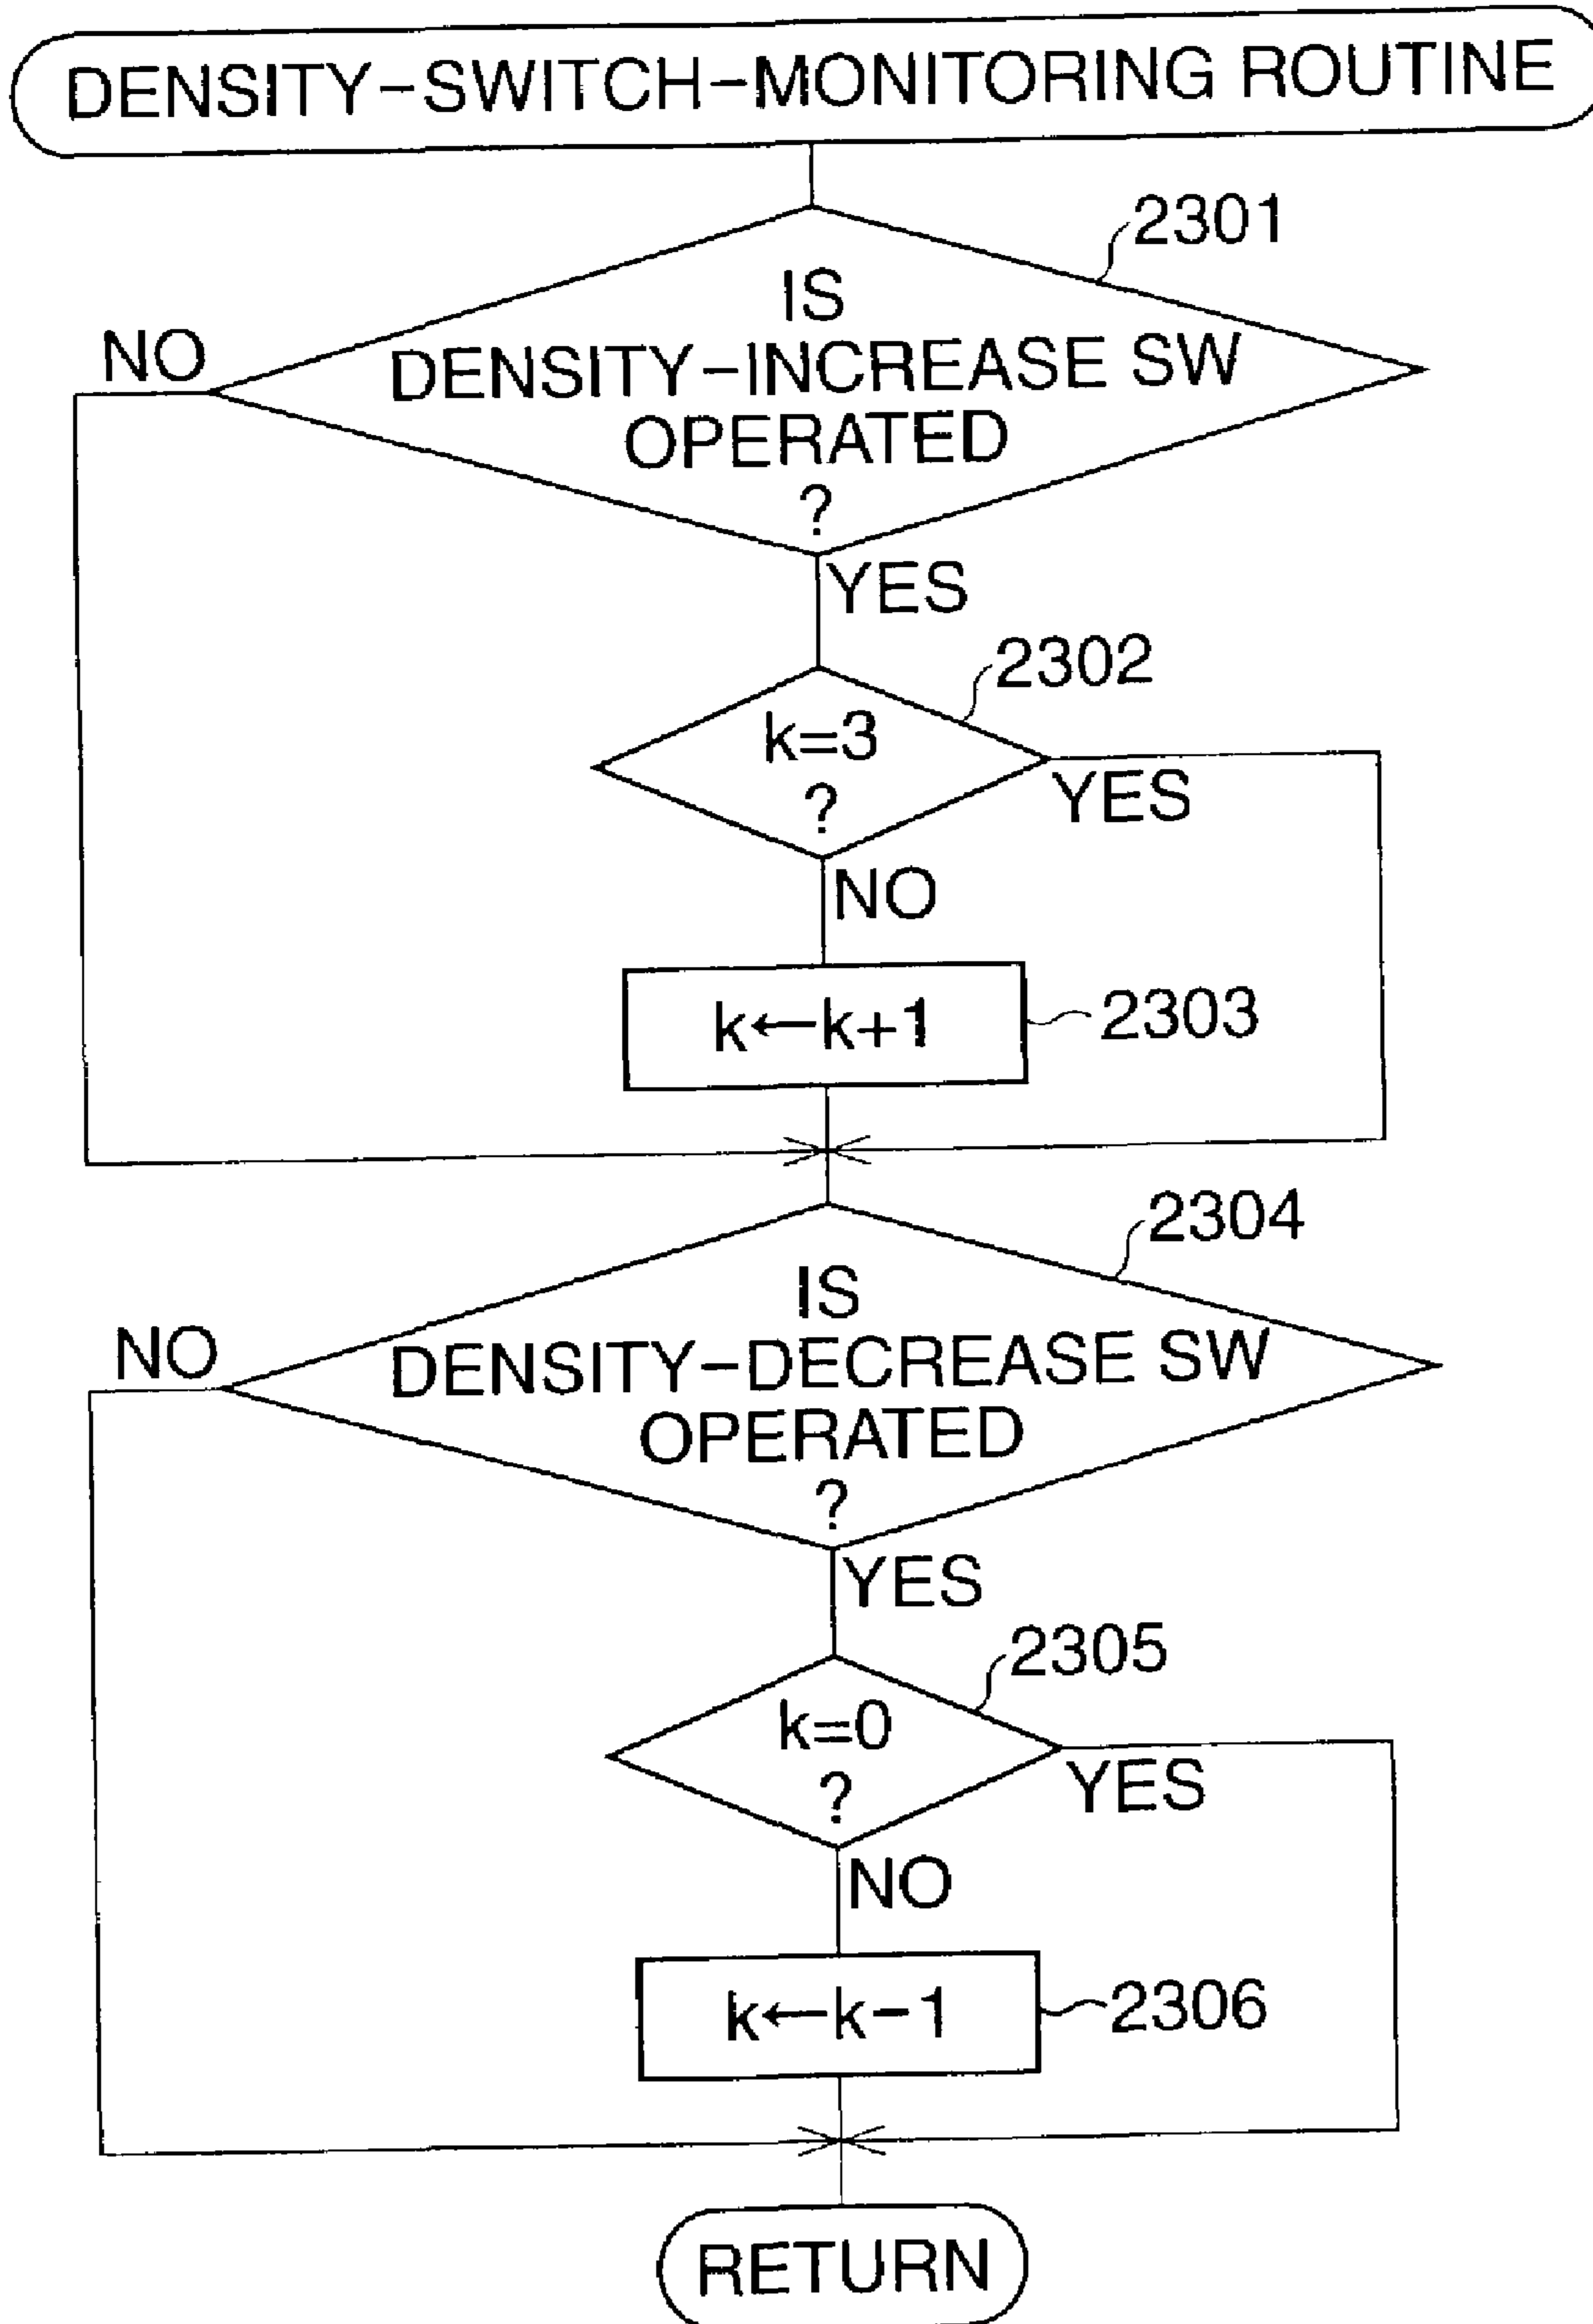 DENSITY-SWITCH-MONITORING ROUTINE
2301
IS
NO
DENSITY-INCREASE SW
OPERATED
?
YES
2302
k=3
?
YES
NO
k←k+1
2303
2304
IS
NO
DENSITY-DECREASE SW
OPERATED
?
YES
2305
k=0
?
YES
NO
k←k-1
2306
RETURN